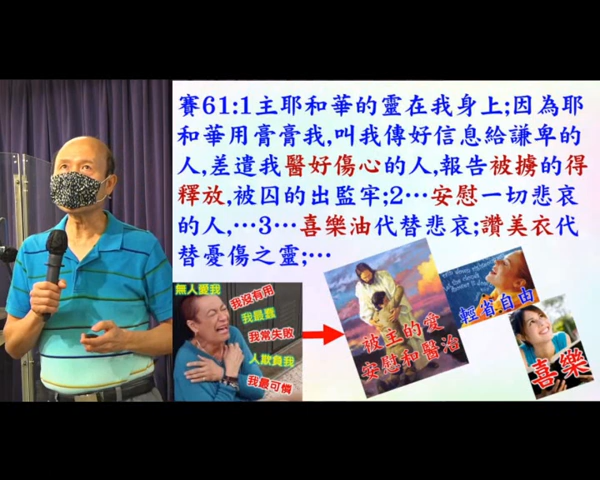 賽61:1主耶和華的靈在我身上;因為耶
和華用膏膏我,叫我傳好信息給謙卑的
人,差遣我醫好傷心的人,報告被擄的得
釋放,被囚的出監牢;2…安慰一切悲哀
的人,…3…喜樂油代替悲哀;讚美衣代
替憂傷之靈;…
無人愛我
我沒有用
我最蠢
我常失敗
人欺負我
我最可憐
被主的愛
安慰和醫治
輕省自由
喜樂